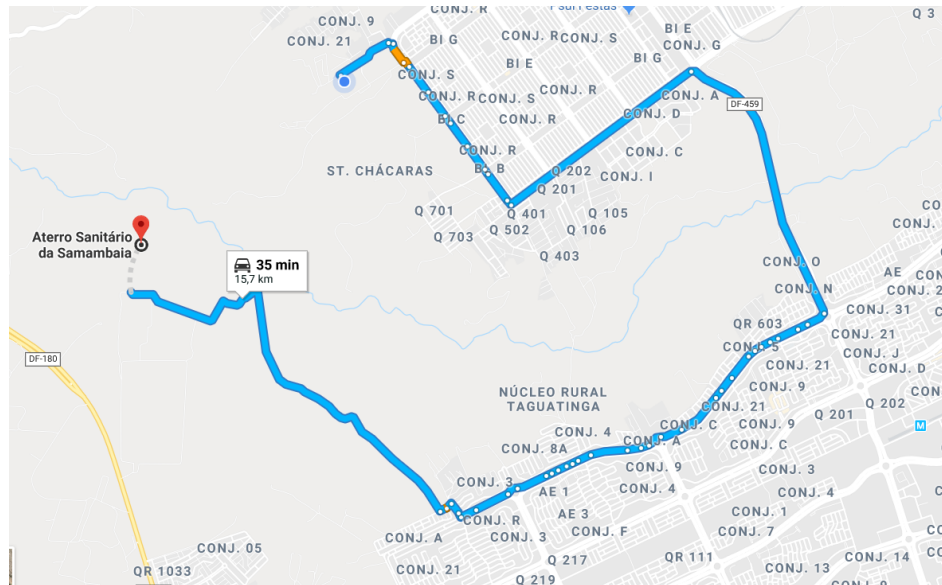 CONJ. R
CONJ. 9
Q 3
CONJ. 21
BI G
CONJ. R
CONJ. S
BI E
CONJ. G
BI G
CONJ. S
BI E
CONJ. R
CONJ. R
CONJ. S
CONJ. A
DF-459
BI C
CONJ. R
CONJ. D
CONJ. R
CONJ. C
ST. CHÁCARAS
BL B
Q 202
CONJ. I
Q 201
Q 701
Q 401
Q 105
Q 703
Q 502
Q 106
Q 403
Aterro Sanitário
da Samambaia
35 min
15,7 km
CONJ. O
AE
CONJ. N
CONJ. 31
QR 603
CONJ. 21
DF-180
CONJ. S
CONJ. J
CONJ. 21
CONJ. D
CONJ. 9
NÚCLEO RURAL
TAGUATINGA
CONJ. 21
Q 202
Q 201
CONJ. 4
CONJ. C
CONJ. 9
M
CONJ. A
CONJ. C
CONJ. 8A
CONJ. 9
CONJ. 3
CONJ. 3
AE 1
CONJ. 4
CONJ. 4
CONJ. R
AE 3
CONJ. 1
CONJ. A
CONJ. 3
CONJ. F
CONJ. 7
CONJ. 05
Q 217
QR 111
CONJ. 14
QR 1033
CONJ. 21
Q 219
CONJ. 13